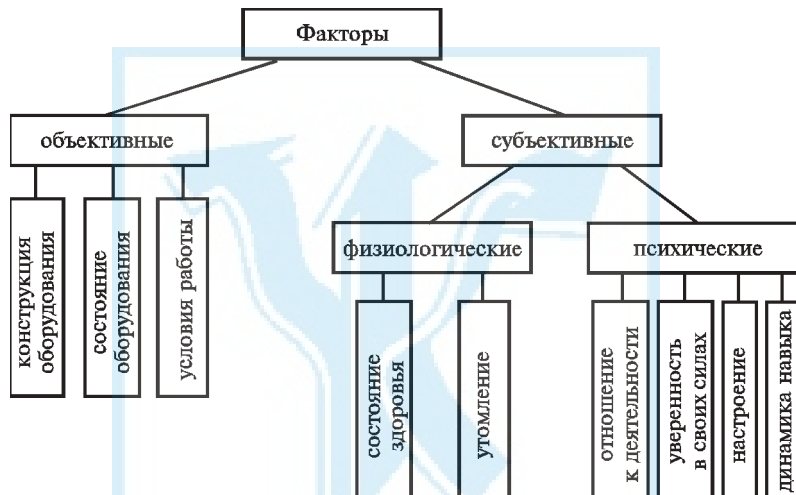 Факторы
объективные
субъективные
конструкция
оборудования
состояние
оборудования
условия работы
физиологические
психические
состояние
здоровья
утомление
отношение
к деятельности
уверенность
в своих силах
настроение
динамика навыка